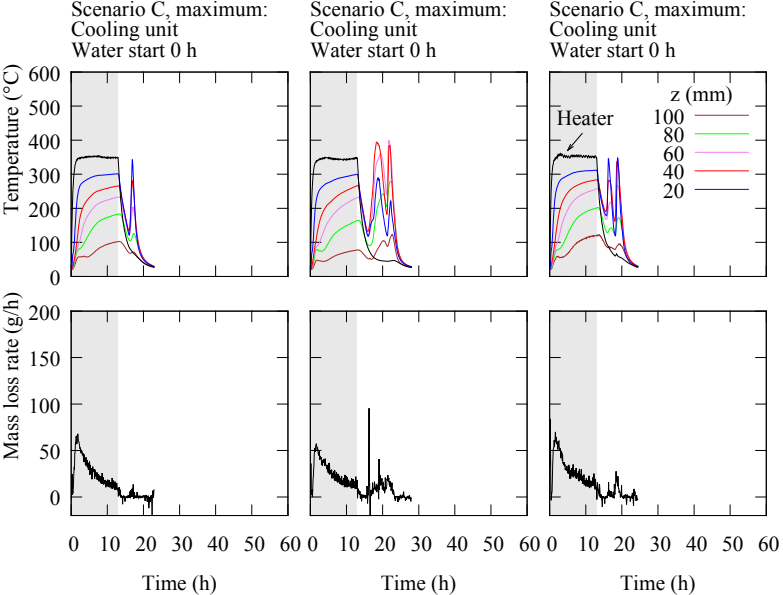 Scenario C, maximum:
Cooling unit
Water start 0 h
Scenario C, maximum:
Cooling unit
Water start 0 h
Scenario C, maximum:
Cooling unit
Water start 0 h
Temperature (°C)
600
500
400
300
200
100
0
z (mm)
100
80
60
40
20
Heater
Mass loss rate (g/h)
200
150
100
50
0
0 10 20 30 40 50 60
0 10 20 30 40 50 60
0 10 20 30 40 50 60
Time (h)
Time (h)
Time (h)